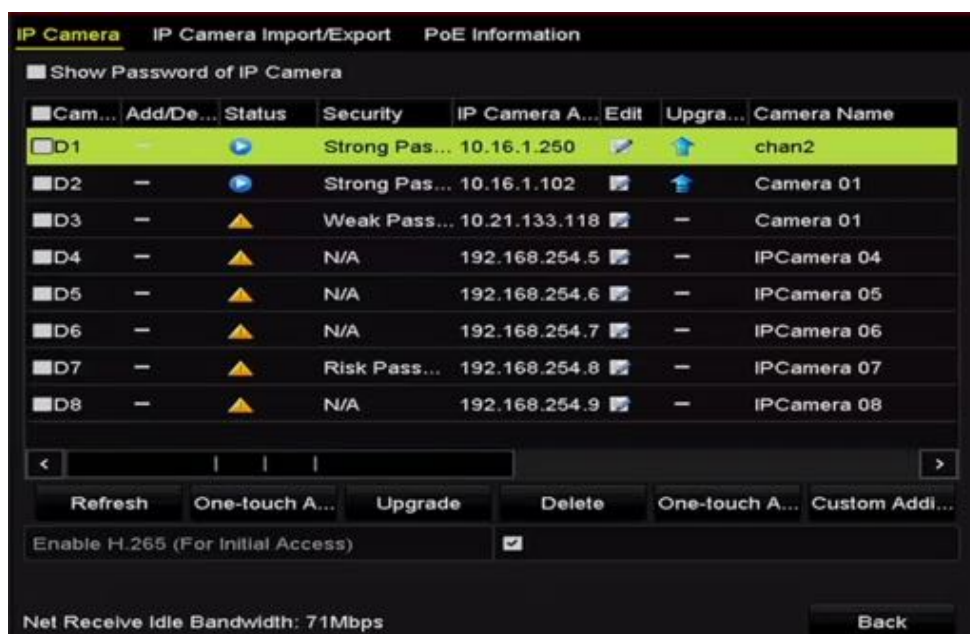 IP Camera IP Camera Import/Export PoE Information
Show Password of IP Camera
Cam... Add/De... Status Security IP Camera A... Edit Upgra... Camera Name
D1 — Strong Pas... 10.16.1.250 chan2
D2 — Strong Pas... 10.16.1.102 Camera 01
D3 — Weak Pass... 10.21.133.118 — Camera 01
D4 — N/A 192.168.254.5 — IPCamera 04
D5 — N/A 192.168.254.6 — IPCamera 05
D6 — N/A 192.168.254.7 — IPCamera 06
D7 — Risk Pass... 192.168.254.8 — IPCamera 07
D8 — N/A 192.168.254.9 — IPCamera 08
< >
Refresh One-touch A... Upgrade Delete One-touch A... Custom Addi...
Enable H.265 (For Initial Access)
Net Receive Idle Bandwidth: 71Mbps Back